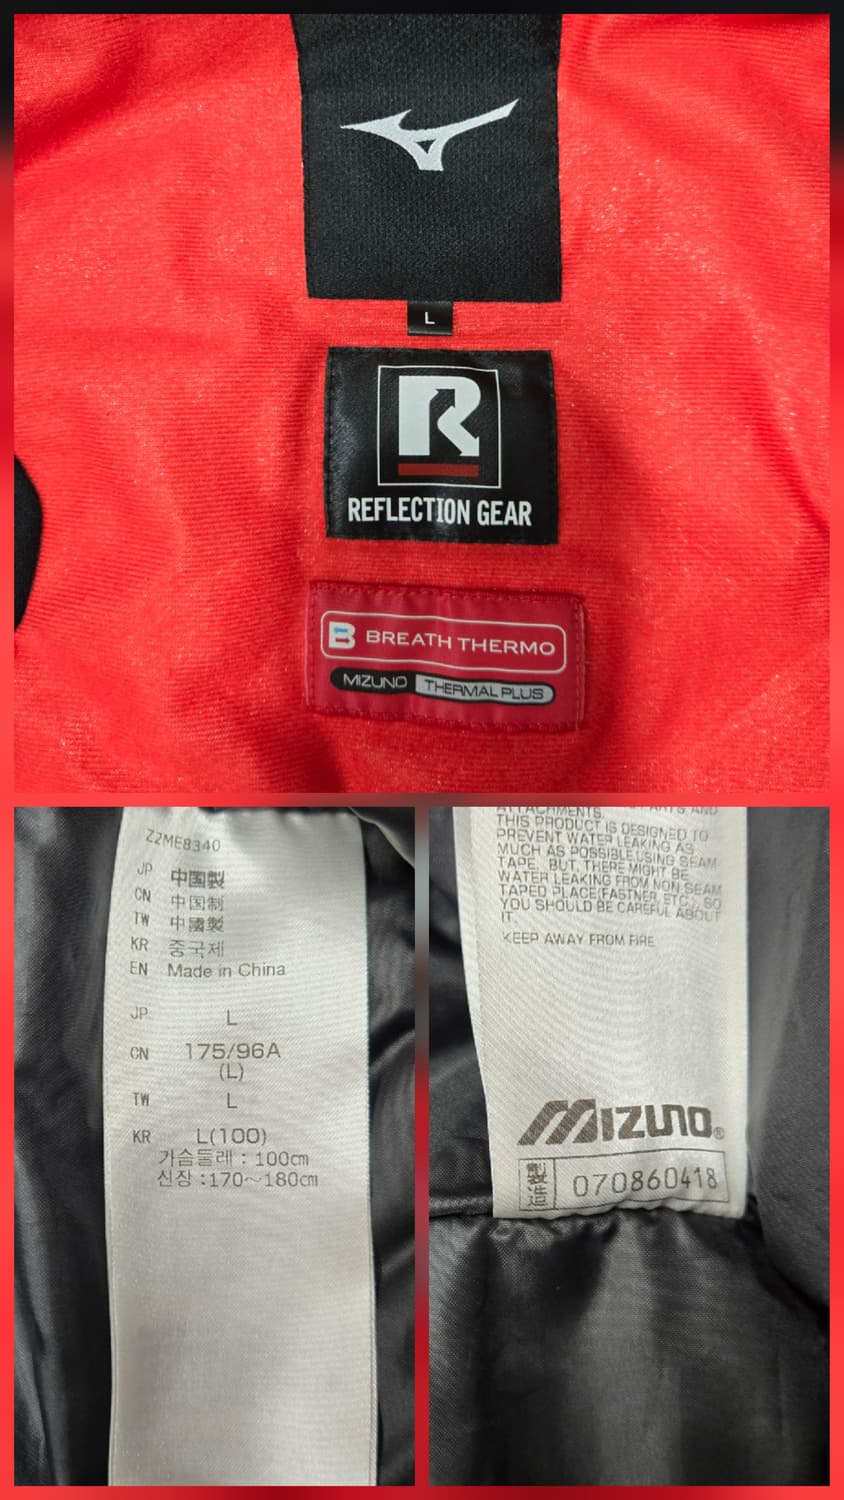 L
R
REFLECTION GEAR
B BREATH THERMO
MIZUNO THERMAL PLUS
Z2ME8340
JP 中国製
CN 中国制
TW 中國製
KR 중국제
EN Made in China
JP L
CN 175/96A
(L)
TW L
KR L(100)
가슴둘레 : 100cm
신장 :170~180cm
ATTACHMENTS.
THIS PRODUCT IS DESIGNED TO
PREVENT WATER LEAKING AS
MUCH AS POSSIBLE USING SEAM
TAPE. BUT, THERE MIGHT BE
WATER LEAKING FROM NON SEAM
TAPED PLACE(FASTNER, ETC.), SO
YOU SHOULD BE CAREFUL ABOUT
IT.
KEEP AWAY FROM FIRE.
MIZUNO®
製造 070860418